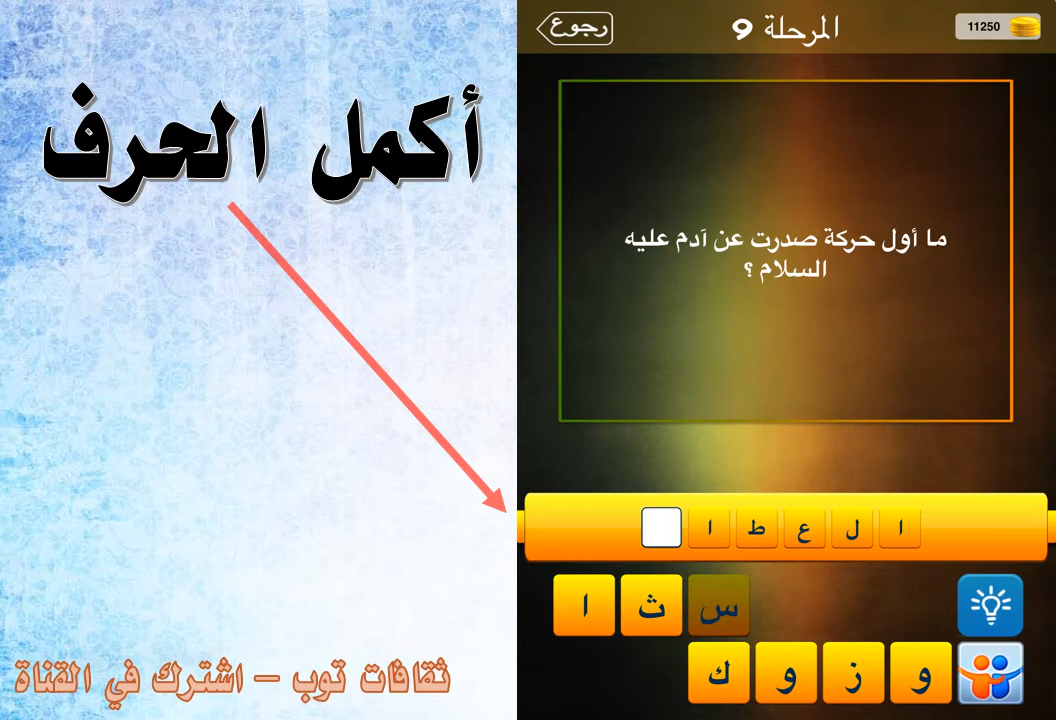 أكمل الحرف
ثقافات توب – اشترك في القناة
رجوع
المرحلة 9
11250
ما أول حركة صدرت عن آدم عليه
السلام ؟
ا ل ع ط ا
س ث ا
و ز و ك